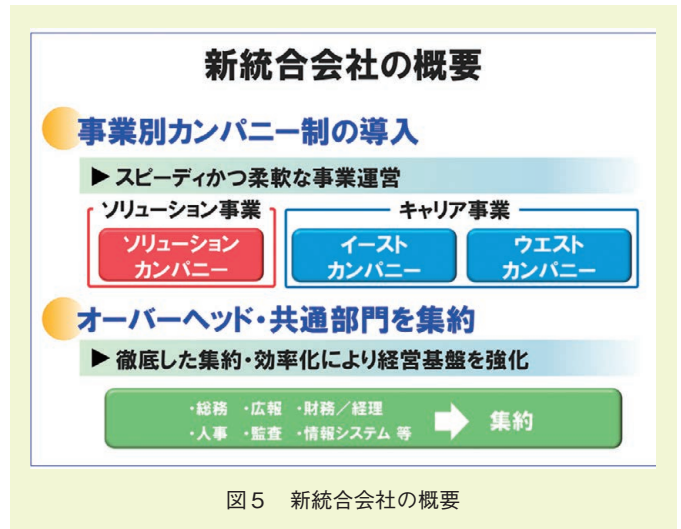 新統合会社の概要
事業別カンパニー制の導入
▶スピーディかつ柔軟な事業運営
ソリューション事業
キャリア事業
ソリューション
カンパニー
イースト
カンパニー
ウエスト
カンパニー
オーバーヘッド・共通部門を集約
▶徹底した集約・効率化により経営基盤を強化
・総務 ・広報 ・財務／経理
・人事 ・監査 ・情報システム 等
集約
図5 新統合会社の概要